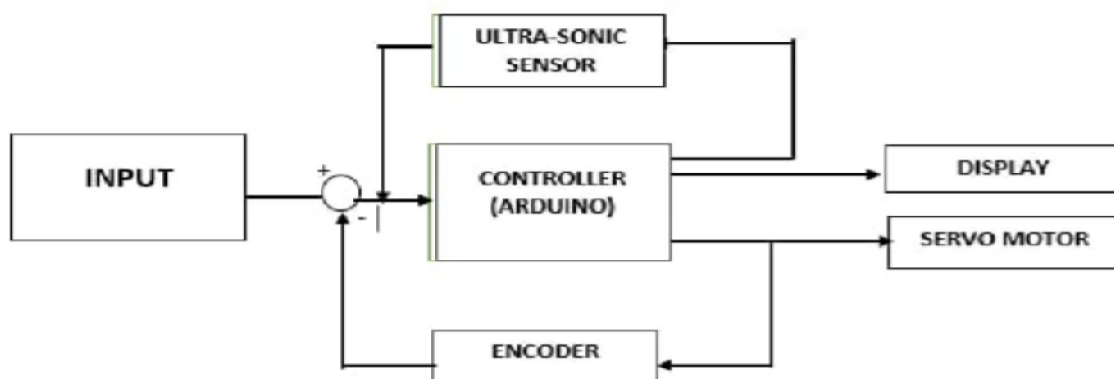 ULTRA-SONIC
SENSOR
INPUT
+
-
CONTROLLER
(ARDUINO)
DISPLAY
SERVO MOTOR
ENCODER